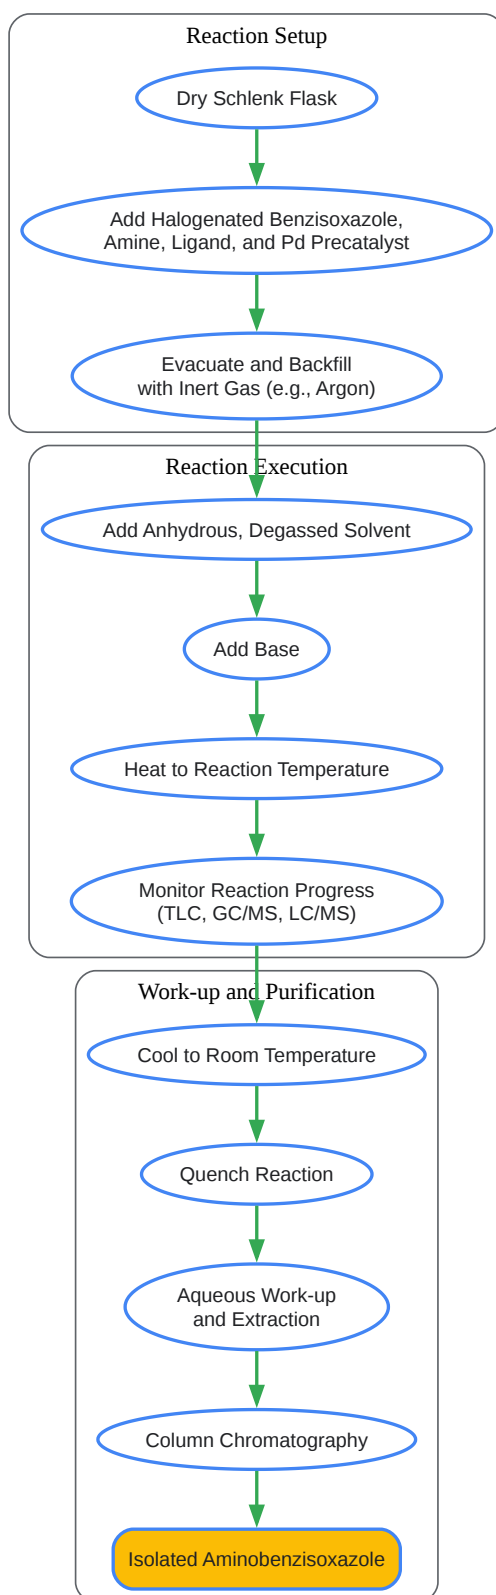 Reaction Setup
Dry Schlenk Flask
Add Halogenated Benzisoxazole,
Amine, Ligand, and Pd Precatalyst
Evacuate and Backfill
with Inert Gas (e.g., Argon)
Reaction Execution
Add Anhydrous, Degassed Solvent
Add Base
Heat to Reaction Temperature
Monitor Reaction Progress
(TLC, GC/MS, LC/MS)
Work-up and Purification
Cool to Room Temperature
Quench Reaction
Aqueous Work-up
and Extraction
Column Chromatography
Isolated Aminobenzisoxazole